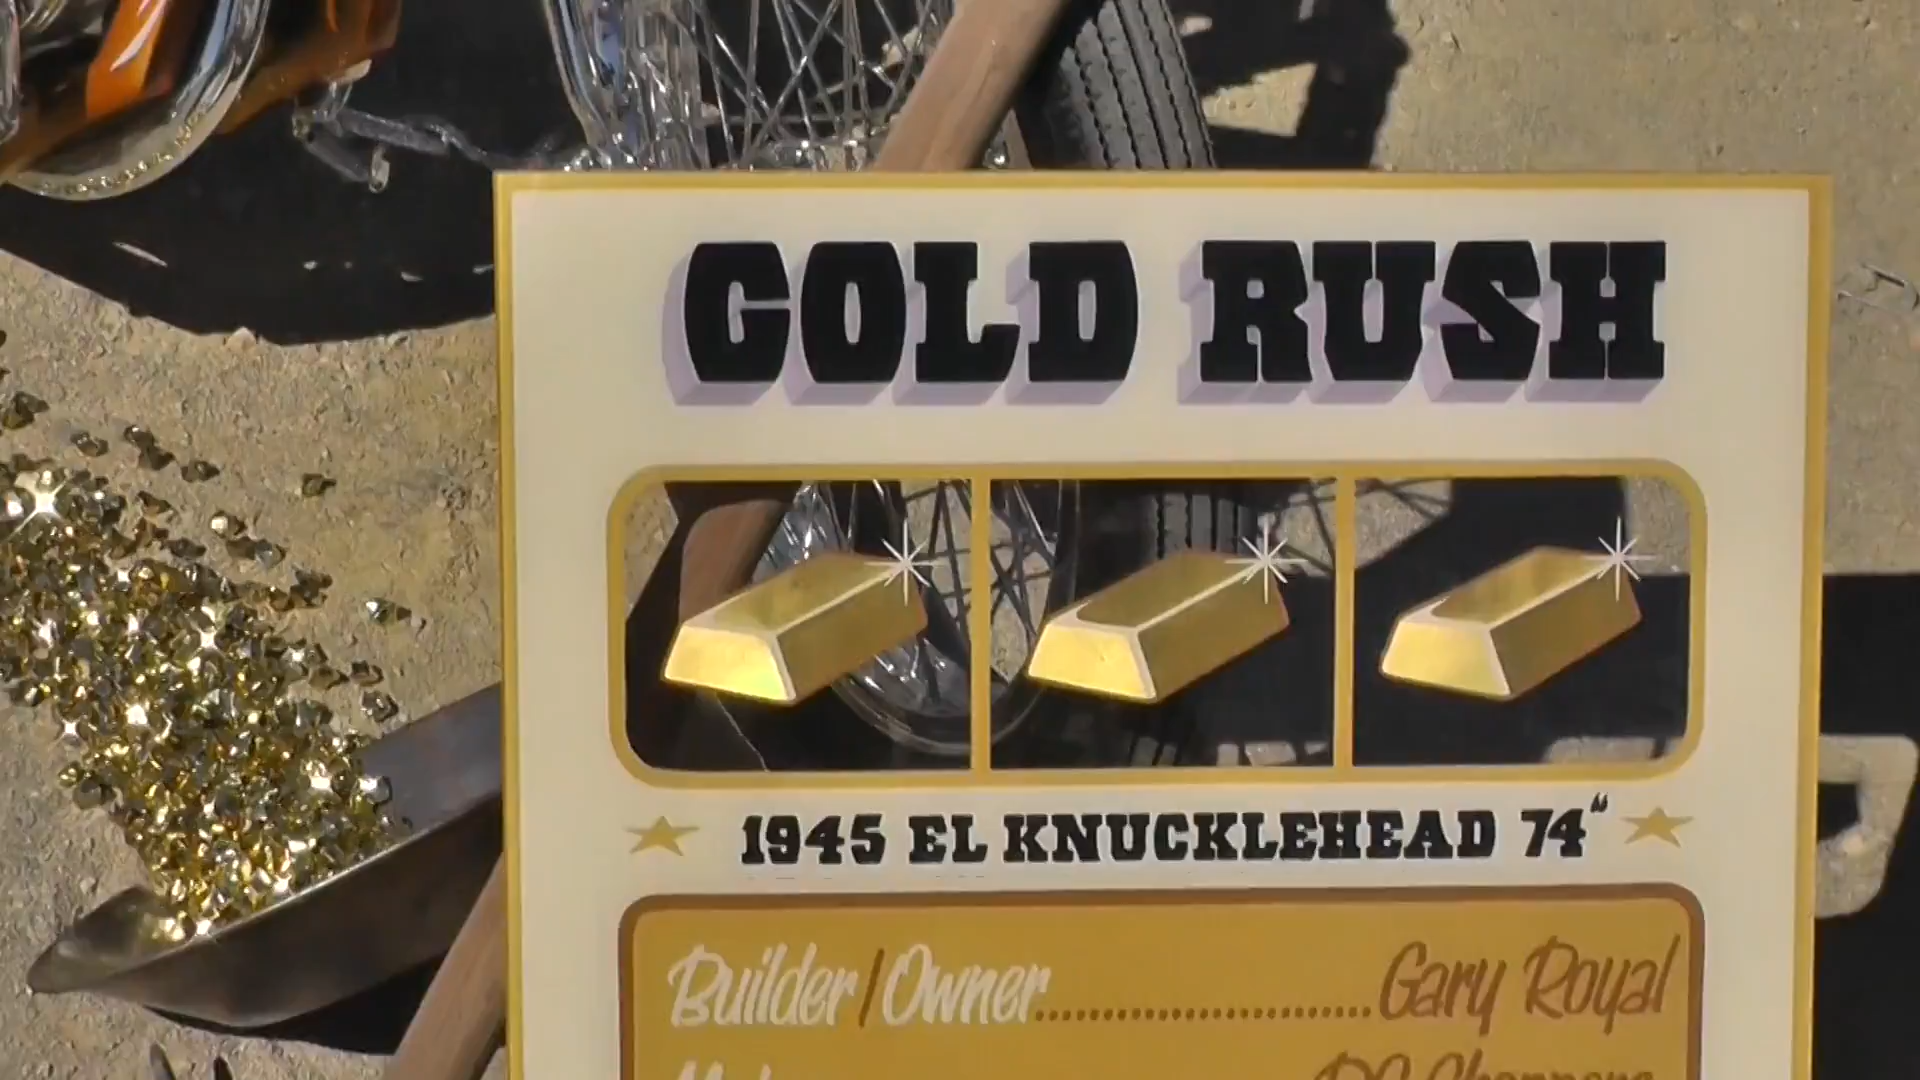 GOLD RUSH
1945 EL KNUCKLEHEAD 74"
Builder/Owner........................Gary Royal